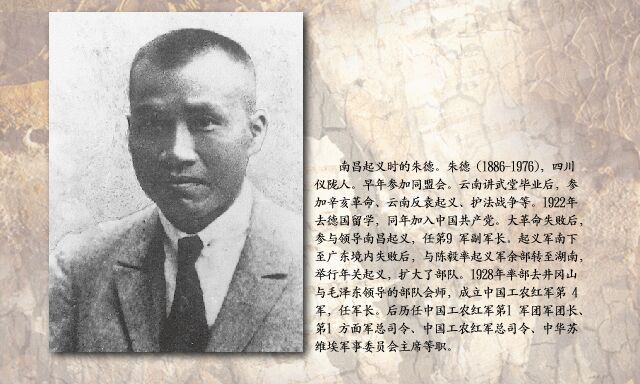 南昌起义时的朱德。朱德（1886-1976），四川
仪陇人。早年参加同盟会。云南讲武堂毕业后，参
加辛亥革命、云南反袁起义、护法战争等。1922年
去德国留学，同年加入中国共产党。大革命失败后，
参与领导南昌起义，任第9 军副军长。起义军南下
至广东境内失败后，与陈毅率起义军余部转至湖南，
举行年关起义，扩大了部队。1928年率部去井冈山
与毛泽东领导的部队会师，成立中国工农红军第 4
军，任军长。后历任中国工农红军第1 军团军团长、
第1 方面军总司令、中国工农红军总司令、中华苏
维埃军事委员会主席等职。